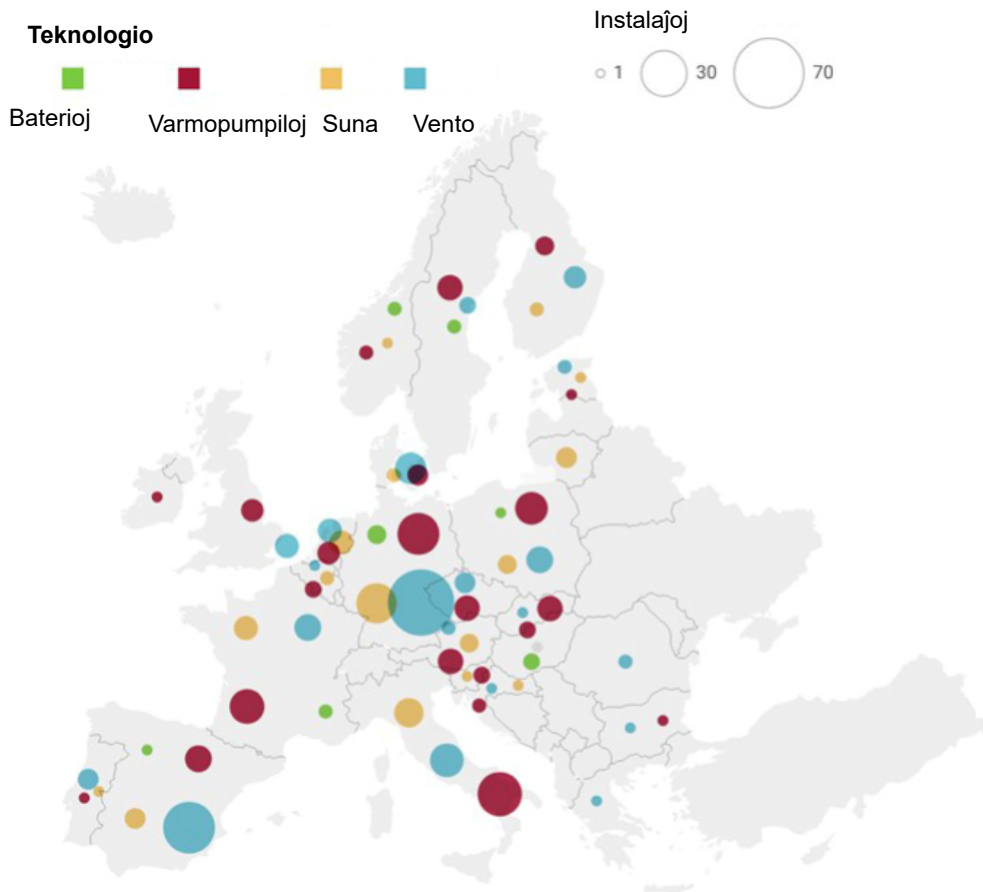 Teknologio
Baterioj
Varmopumpiloj
Suna
Vento
Instalaĵoj
1
30
70